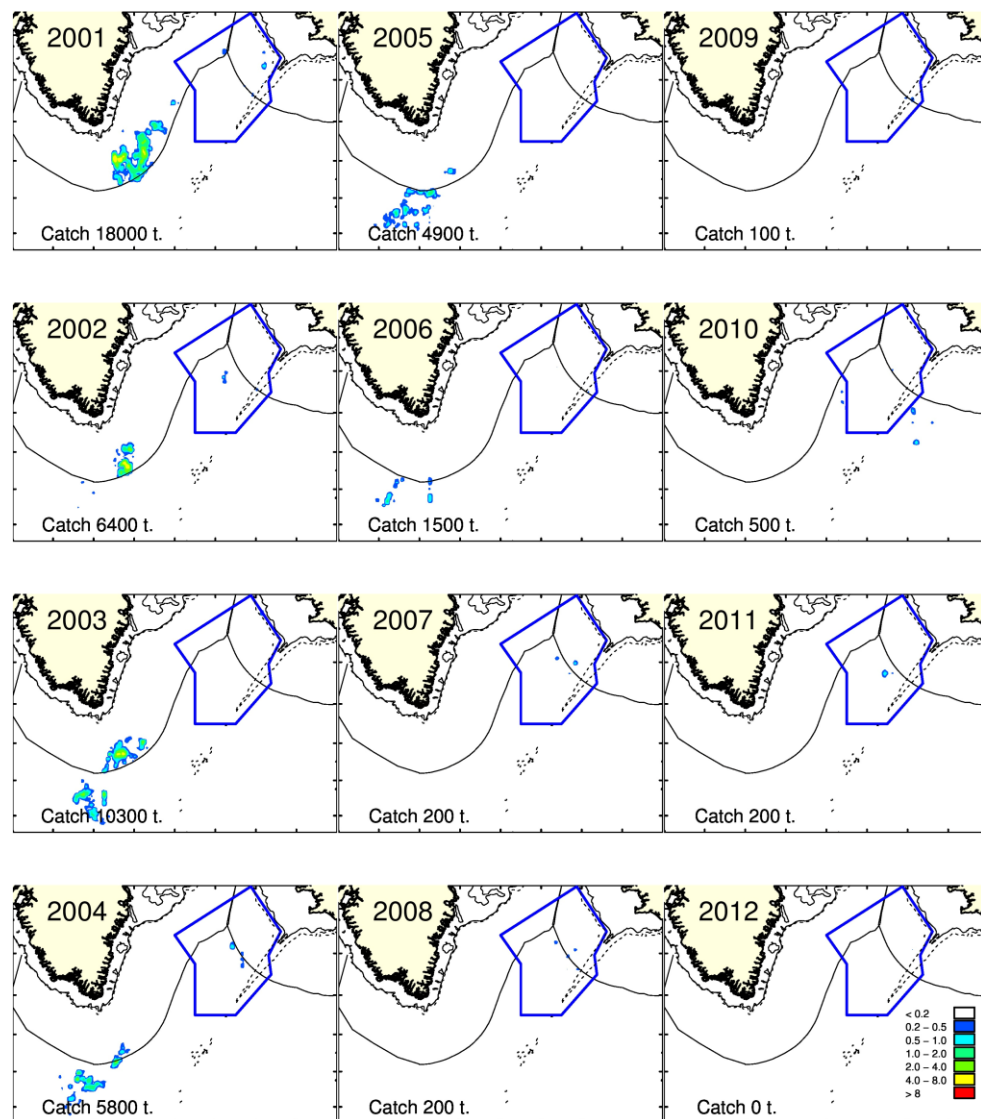 2001
Catch 18000 t.
2005
Catch 4900 t.
2009
Catch 100 t.
2002
Catch 6400 t.
2006
Catch 1500 t.
2010
Catch 500 t.
2003
Catch 10300 t.
2007
Catch 200 t.
2011
Catch 200 t.
2004
Catch 5800 t.
2008
Catch 200 t.
2012
Catch 0 t.
< 0.2
0.2 – 0.5
0.5 – 1.0
1.0 – 2.0
2.0 – 4.0
4.0 – 8.0
> 8